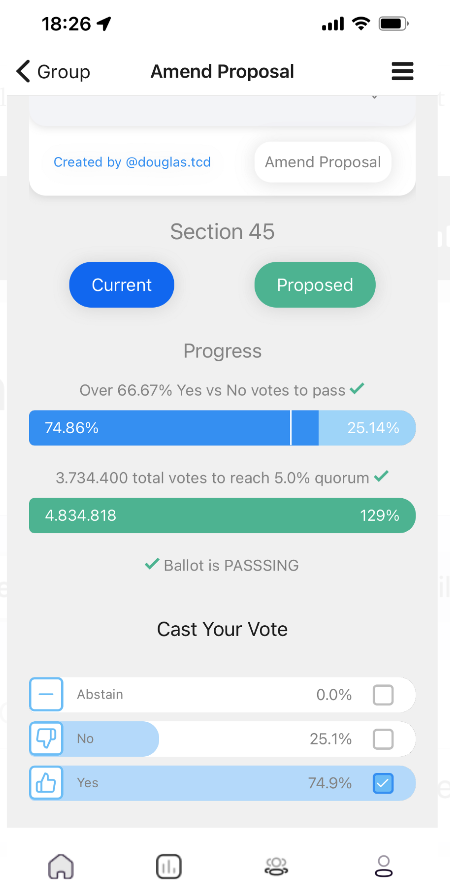 18:26
Group
Amend Proposal
Created by @douglas.tcd
Amend Proposal
Section 45
Current
Proposed
Progress
Over 66.67% Yes vs No votes to pass
74.86%
25.14%
3.734.400 total votes to reach 5.0% quorum
4.834.818
129%
Ballot is PASSSING
Cast Your Vote
Abstain
0.0%
No
25.1%
Yes
74.9%